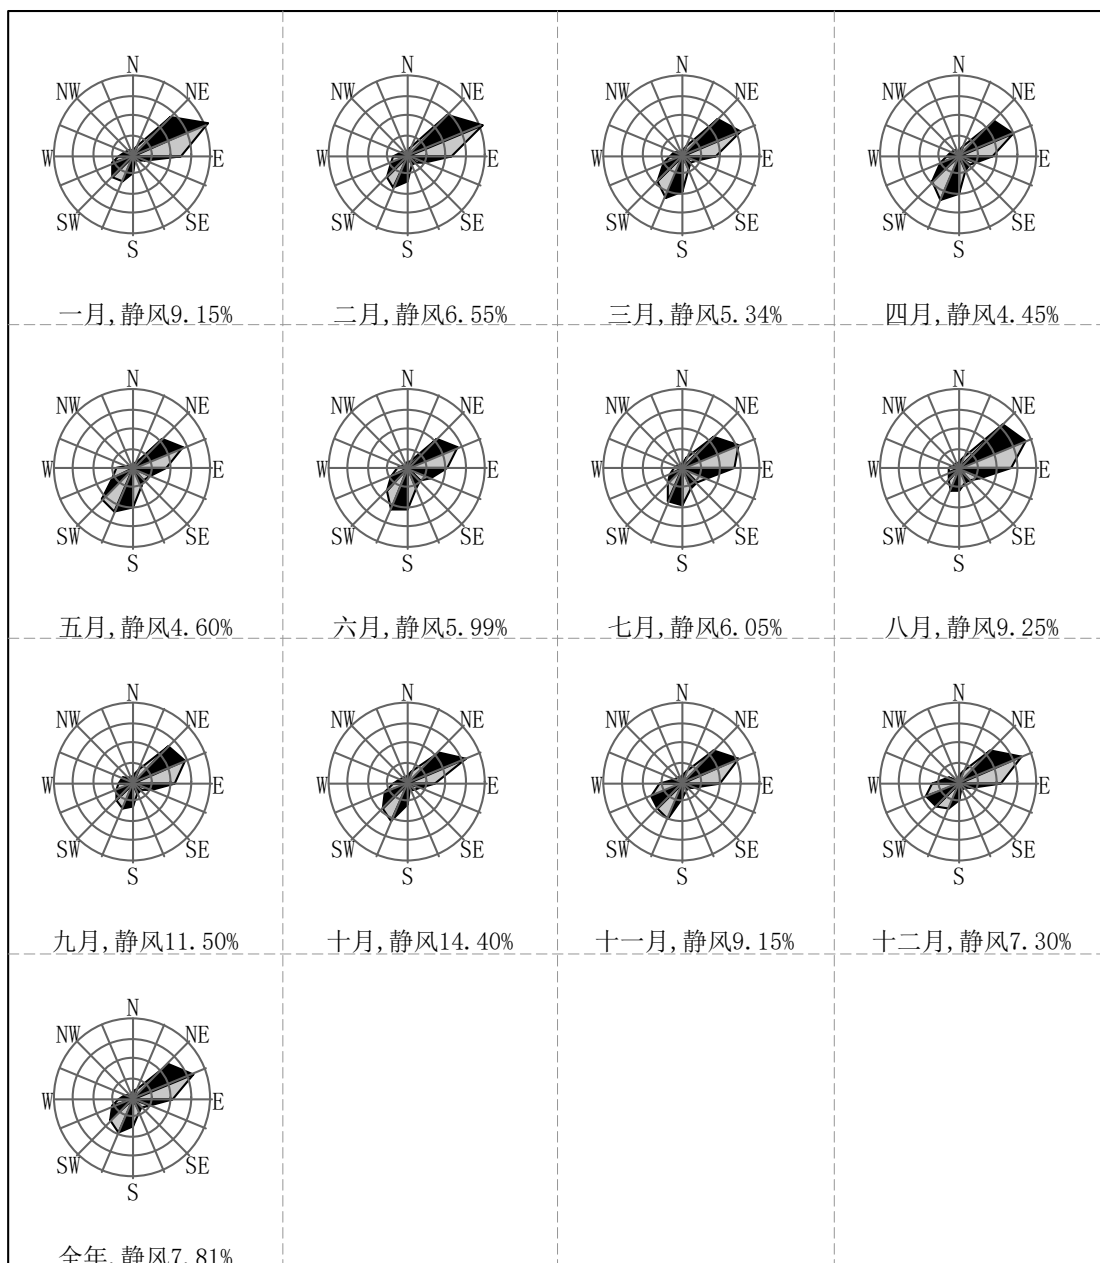 N N N N
NW NE NW NE NW NE NW NE
W E W E W E W E
SW SE SW SE SW SE SW SE
S S S S
一月,静风9.15% 二月,静风6.55% 三月,静风5.34% 四月,静风4.45%
N N N N
NW NE NW NE NW NE NW NE
W E W E W E W E
SW SE SW SE SW SE SW SE
S S S S
五月,静风4.60% 六月,静风5.99% 七月,静风6.05% 八月,静风9.25%
N N N N
NW NE NW NE NW NE NW NE
W E W E W E W E
SW SE SW SE SW SE SW SE
S S S S
九月,静风11.50% 十月,静风14.40% 十一月,静风9.15% 十二月,静风7.30%
N
NW NE
W E
SW SE
S
全年,静风7.81%